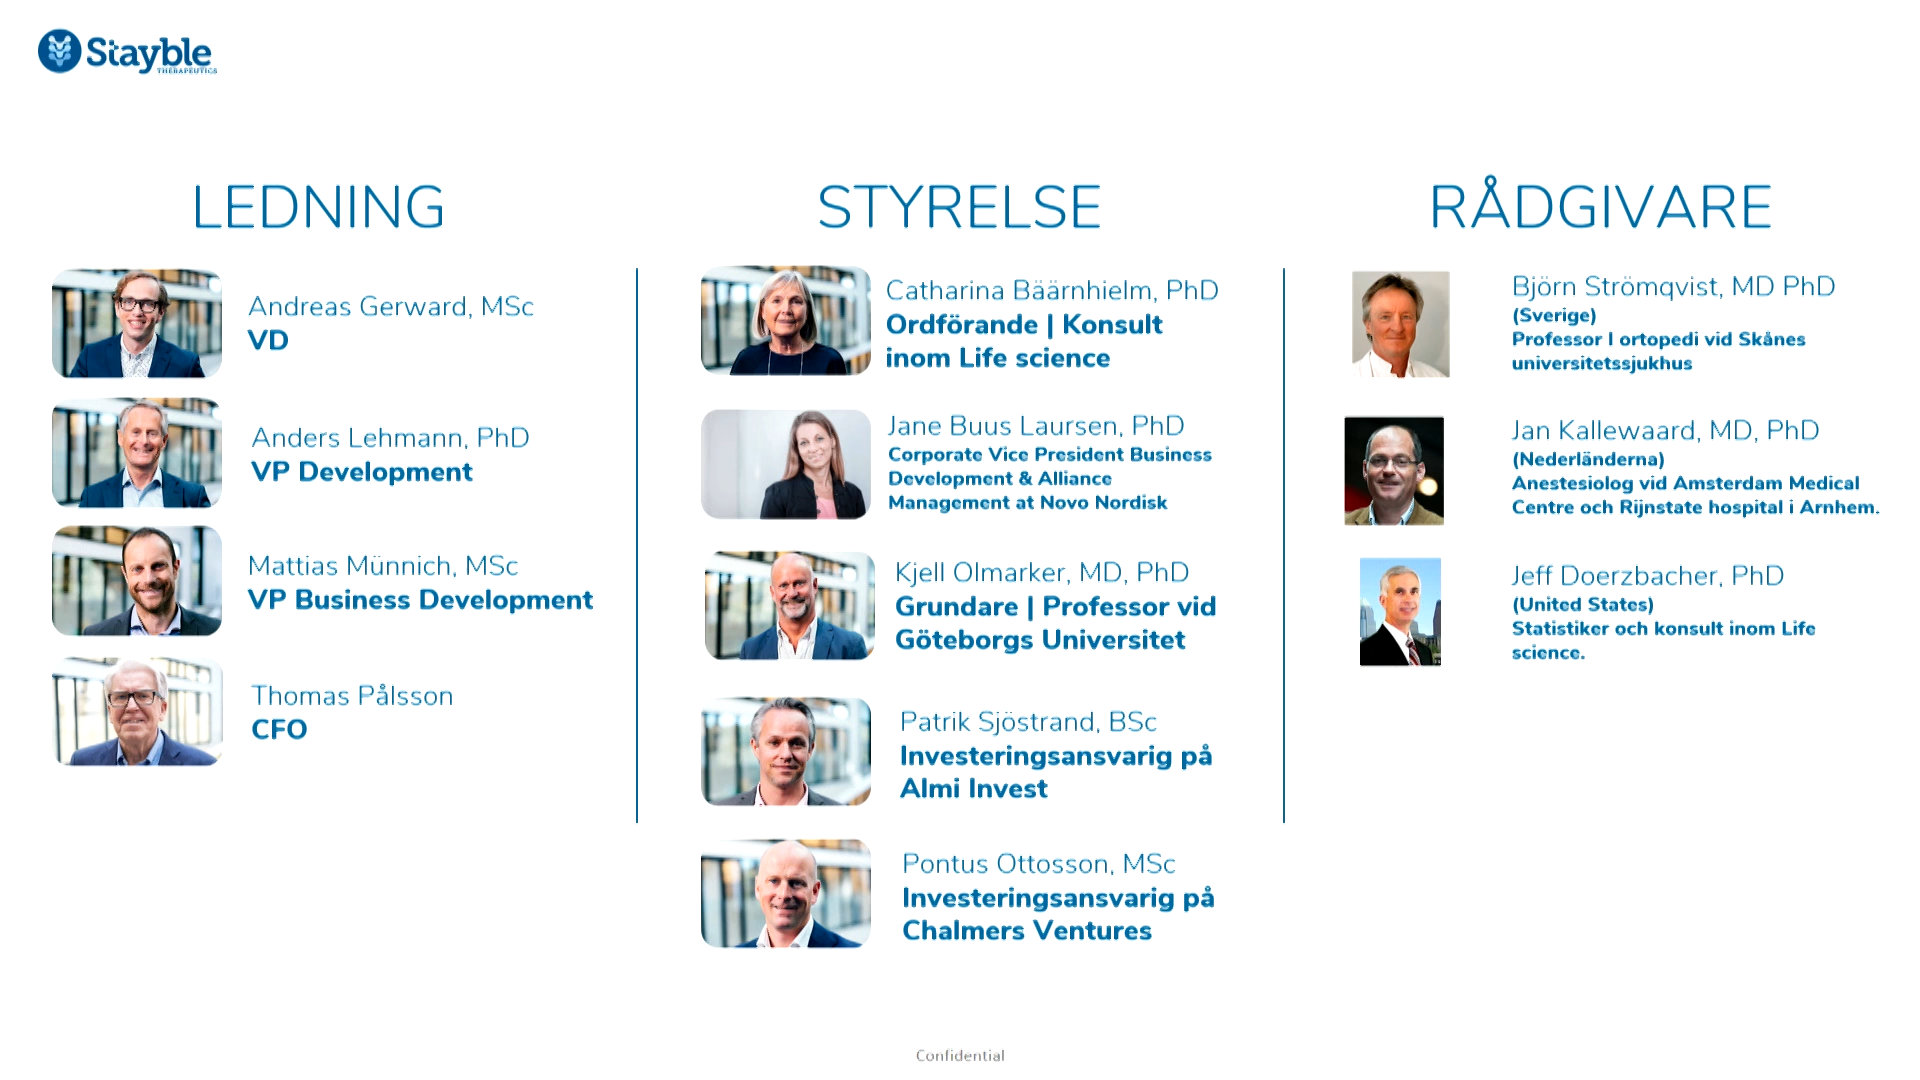 Stayble
THERAPEUTICS
LEDNING
Andreas Gerward, MSc
VD
Anders Lehmann, PhD
VP Development
Mattias Münnich, MSc
VP Business Development
Thomas Pålsson
CFO
STYRELSE
Catharina Bäärnhielm, PhD
Ordförande | Konsult
inom Life science
Jane Buus Laursen, PhD
Corporate Vice President Business
Development & Alliance
Management at Novo Nordisk
Kjell Olmarker, MD, PhD
Grundare | Professor vid
Göteborgs Universitet
Patrik Sjöstrand, BSc
Investeringsansvarig på
Almi Invest
Pontus Ottosson, MSc
Investeringsansvarig på
Chalmers Ventures
RÅDGIVARE
Björn Strömqvist, MD PhD
(Sverige)
Professor I ortopedi vid Skånes
universitetssjukhus
Jan Kallewaard, MD, PhD
(Nederländerna)
Anestesiolog vid Amsterdam Medical
Centre och Rijnstate hospital i Arnhem.
Jeff Doerzbacher, PhD
(United States)
Statistiker och konsult inom Life
science.
Confidential